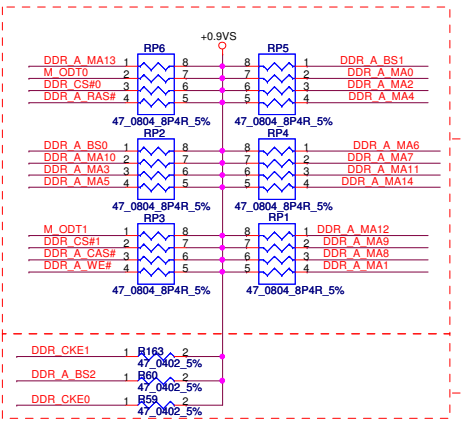 +0.9VS
RP6 RP5
DDR_A_MA13 1 8 8 1 DDR_A_BS1
M_ODT0 2 7 7 2 DDR_A_MA0
DDR_CS#0 3 6 6 3 DDR_A_MA2
DDR_A_RAS# 4 5 5 4 DDR_A_MA4
47_0804_8P4R_5% 47_0804_8P4R_5%
RP2 RP4
DDR_A_BS0 1 8 8 1 DDR_A_MA6
DDR_A_MA10 2 7 7 2 DDR_A_MA7
DDR_A_MA3 3 6 6 3 DDR_A_MA11
DDR_A_MA5 4 5 5 4 DDR_A_MA14
47_0804_8P4R_5% 47_0804_8P4R_5%
RP3 RP1
M_ODT1 1 8 8 1 DDR_A_MA12
DDR_CS#1 2 7 7 2 DDR_A_MA9
DDR_A_CAS# 3 6 6 3 DDR_A_MA8
DDR_A_WE# 4 5 5 4 DDR_A_MA1
47_0804_8P4R_5% 47_0804_8P4R_5%
DDR_CKE1 1 R163 2
47_0402_5%
DDR_A_BS2 1 R60 2
47_0402_5%
DDR_CKE0 1 R59 2
47_0402_5%